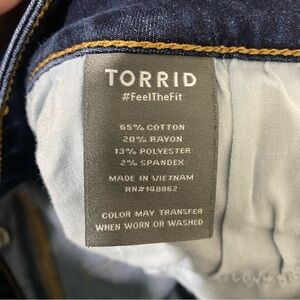 TORRID
#FeelTheFit
65% COTTON
20% RAYON
13% POLYESTER
2% SPANDEX
MADE IN VIETNAM
RN#148862
COLOR MAY TRANSFER
WHEN WORN OR WASHED